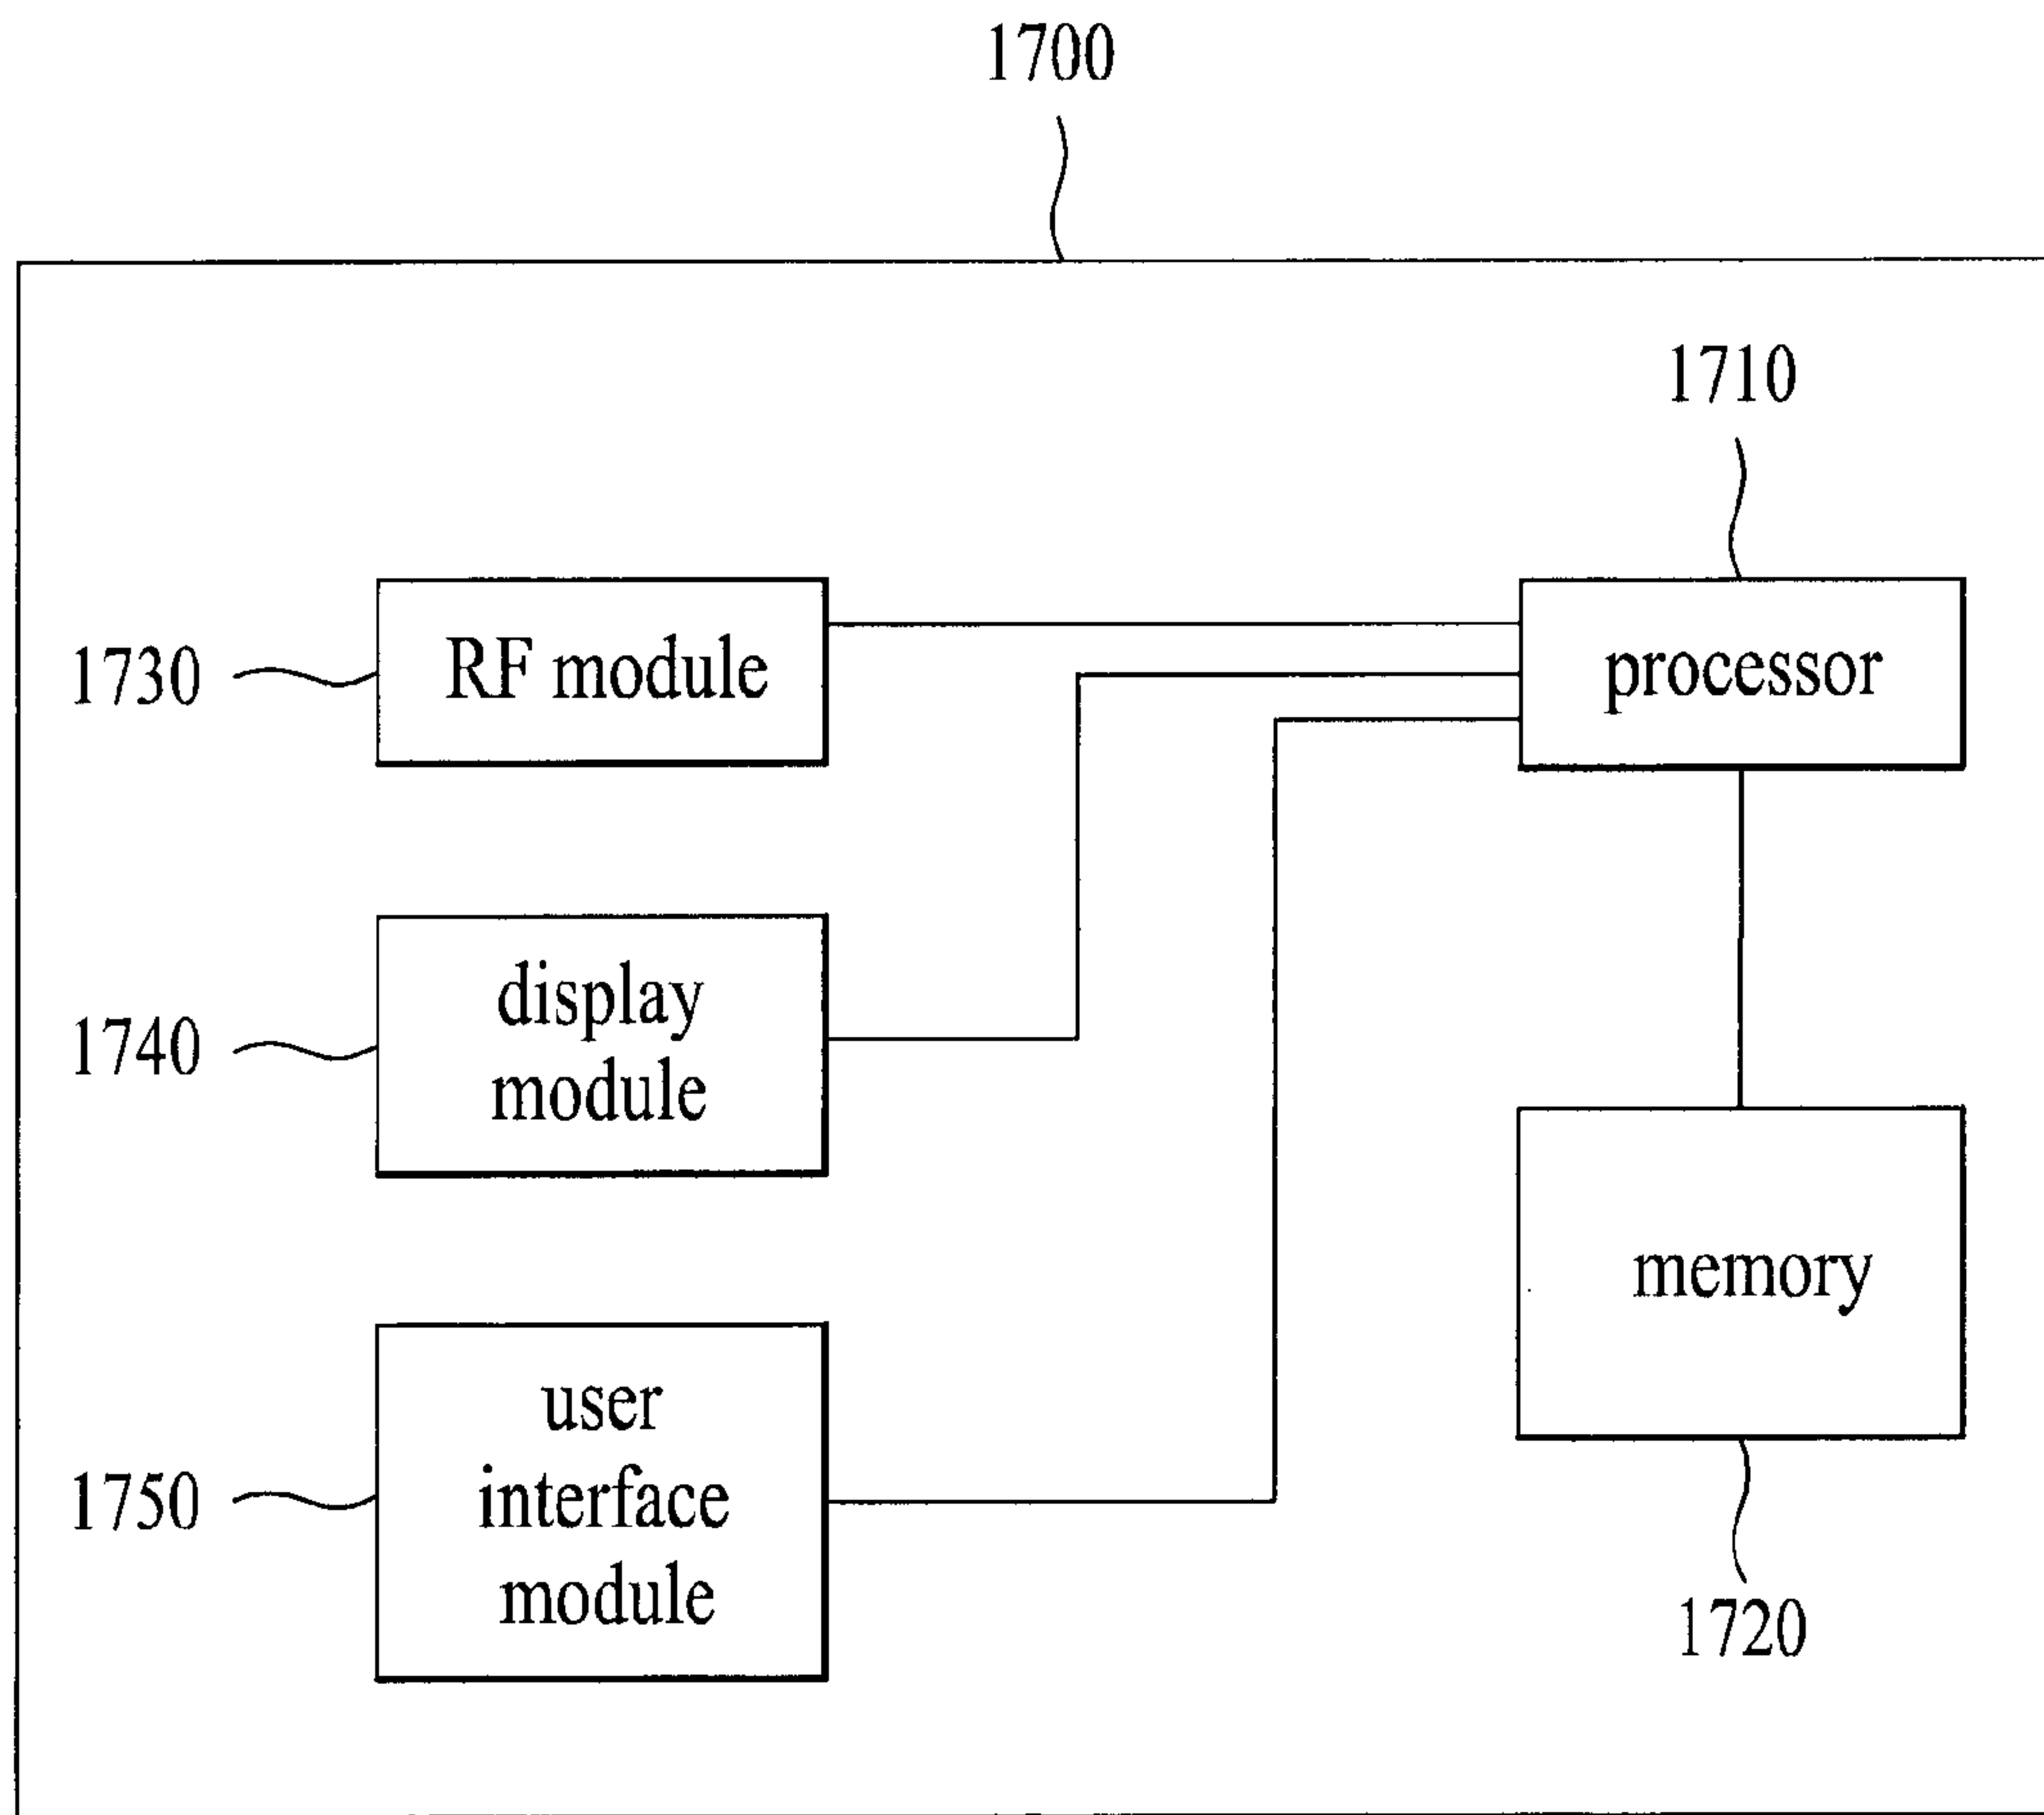 1700
1710
1730
RF module
processor
1740
display
module
memory
1750
user
interface
module
1720